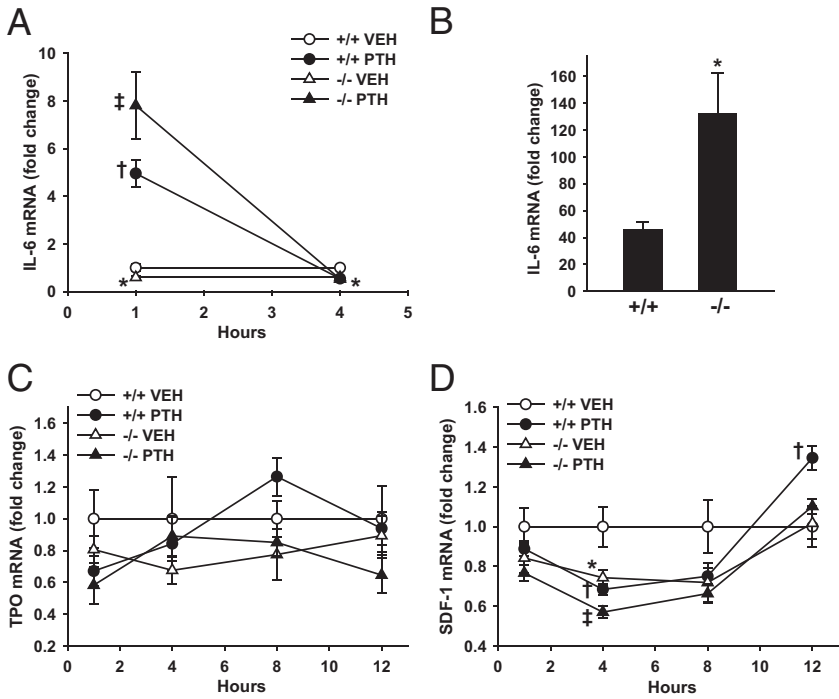 A
+/+ VEH
+/+ PTH
-/- VEH
-/- PTH
IL-6 mRNA (fold change)
10
8
6
4
2
0
‡
†
*
*
0 1 2 3 4 5
Hours
B
IL-6 mRNA (fold change)
160
140
120
100
80
60
40
20
0
*
+/+ -/-
C
+/+ VEH
+/+ PTH
-/- VEH
-/- PTH
TPO mRNA (fold change)
1.6
1.4
1.2
1.0
0.8
0.6
0.4
0.2
0 2 4 6 8 10 12
Hours
D
+/+ VEH
+/+ PTH
-/- VEH
-/- PTH
SDF-1 mRNA (fold change)
1.6
1.4
1.2
1.0
0.8
0.6
0.4
†
*
†
‡
0 2 4 6 8 10 12
Hours